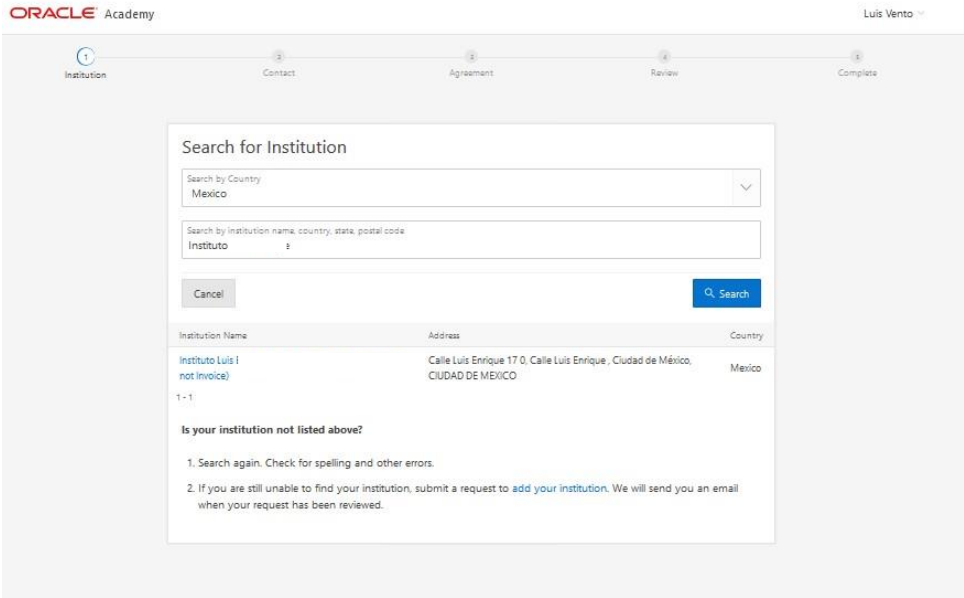 ORACLE Academy
Luis Vento
1
2
3
4
5
Institution
Contact
Agreement
Review
Complete
Search for Institution
Search by Country
Mexico
Search by institution name, country, state, postal code
Instituto
Cancel
Search
Institution Name Address Country
Instituto Luis Calle Luis Enrique 17 0, Calle Luis Enrique , Ciudad de México, Mexico
not Invoice) CIUDAD DE MEXICO
1 - 1
Is your institution not listed above?
1. Search again. Check for spelling and other errors.
2. If you are still unable to find your institution, submit a request to add your institution. We will send you an email
when your request has been reviewed.